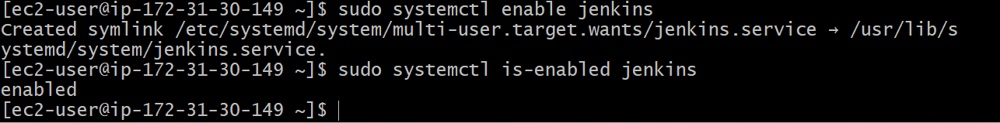 [ec2-user@ip-172-31-30-149 ~]$ sudo systemctl enable jenkins
Created symlink /etc/systemd/system/multi-user.target.wants/jenkins.service → /usr/lib/s
ystemd/system/jenkins.service.
[ec2-user@ip-172-31-30-149 ~]$ sudo systemctl is-enabled jenkins
enabled
[ec2-user@ip-172-31-30-149 ~]$